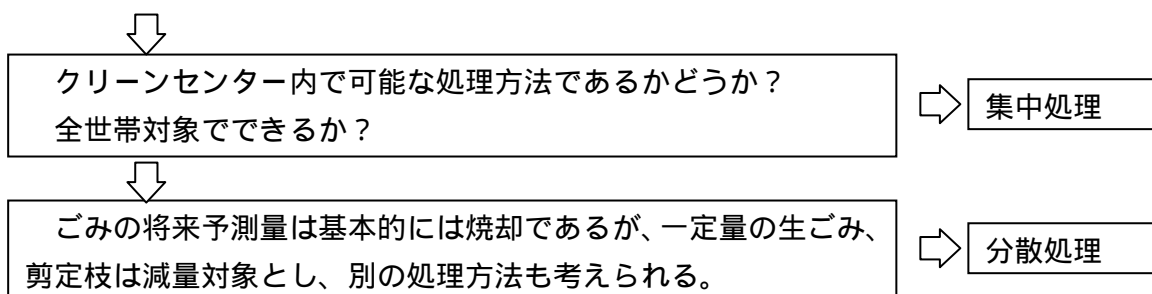 クリーンセンター内で可能な処理方法であるかどうか？
全世帯対象でできるか？
集中処理
ごみの将来予測量は基本的には焼却であるが、一定量の生ごみ、
剪定枝は減量対象とし、別の処理方法も考えられる。
分散処理